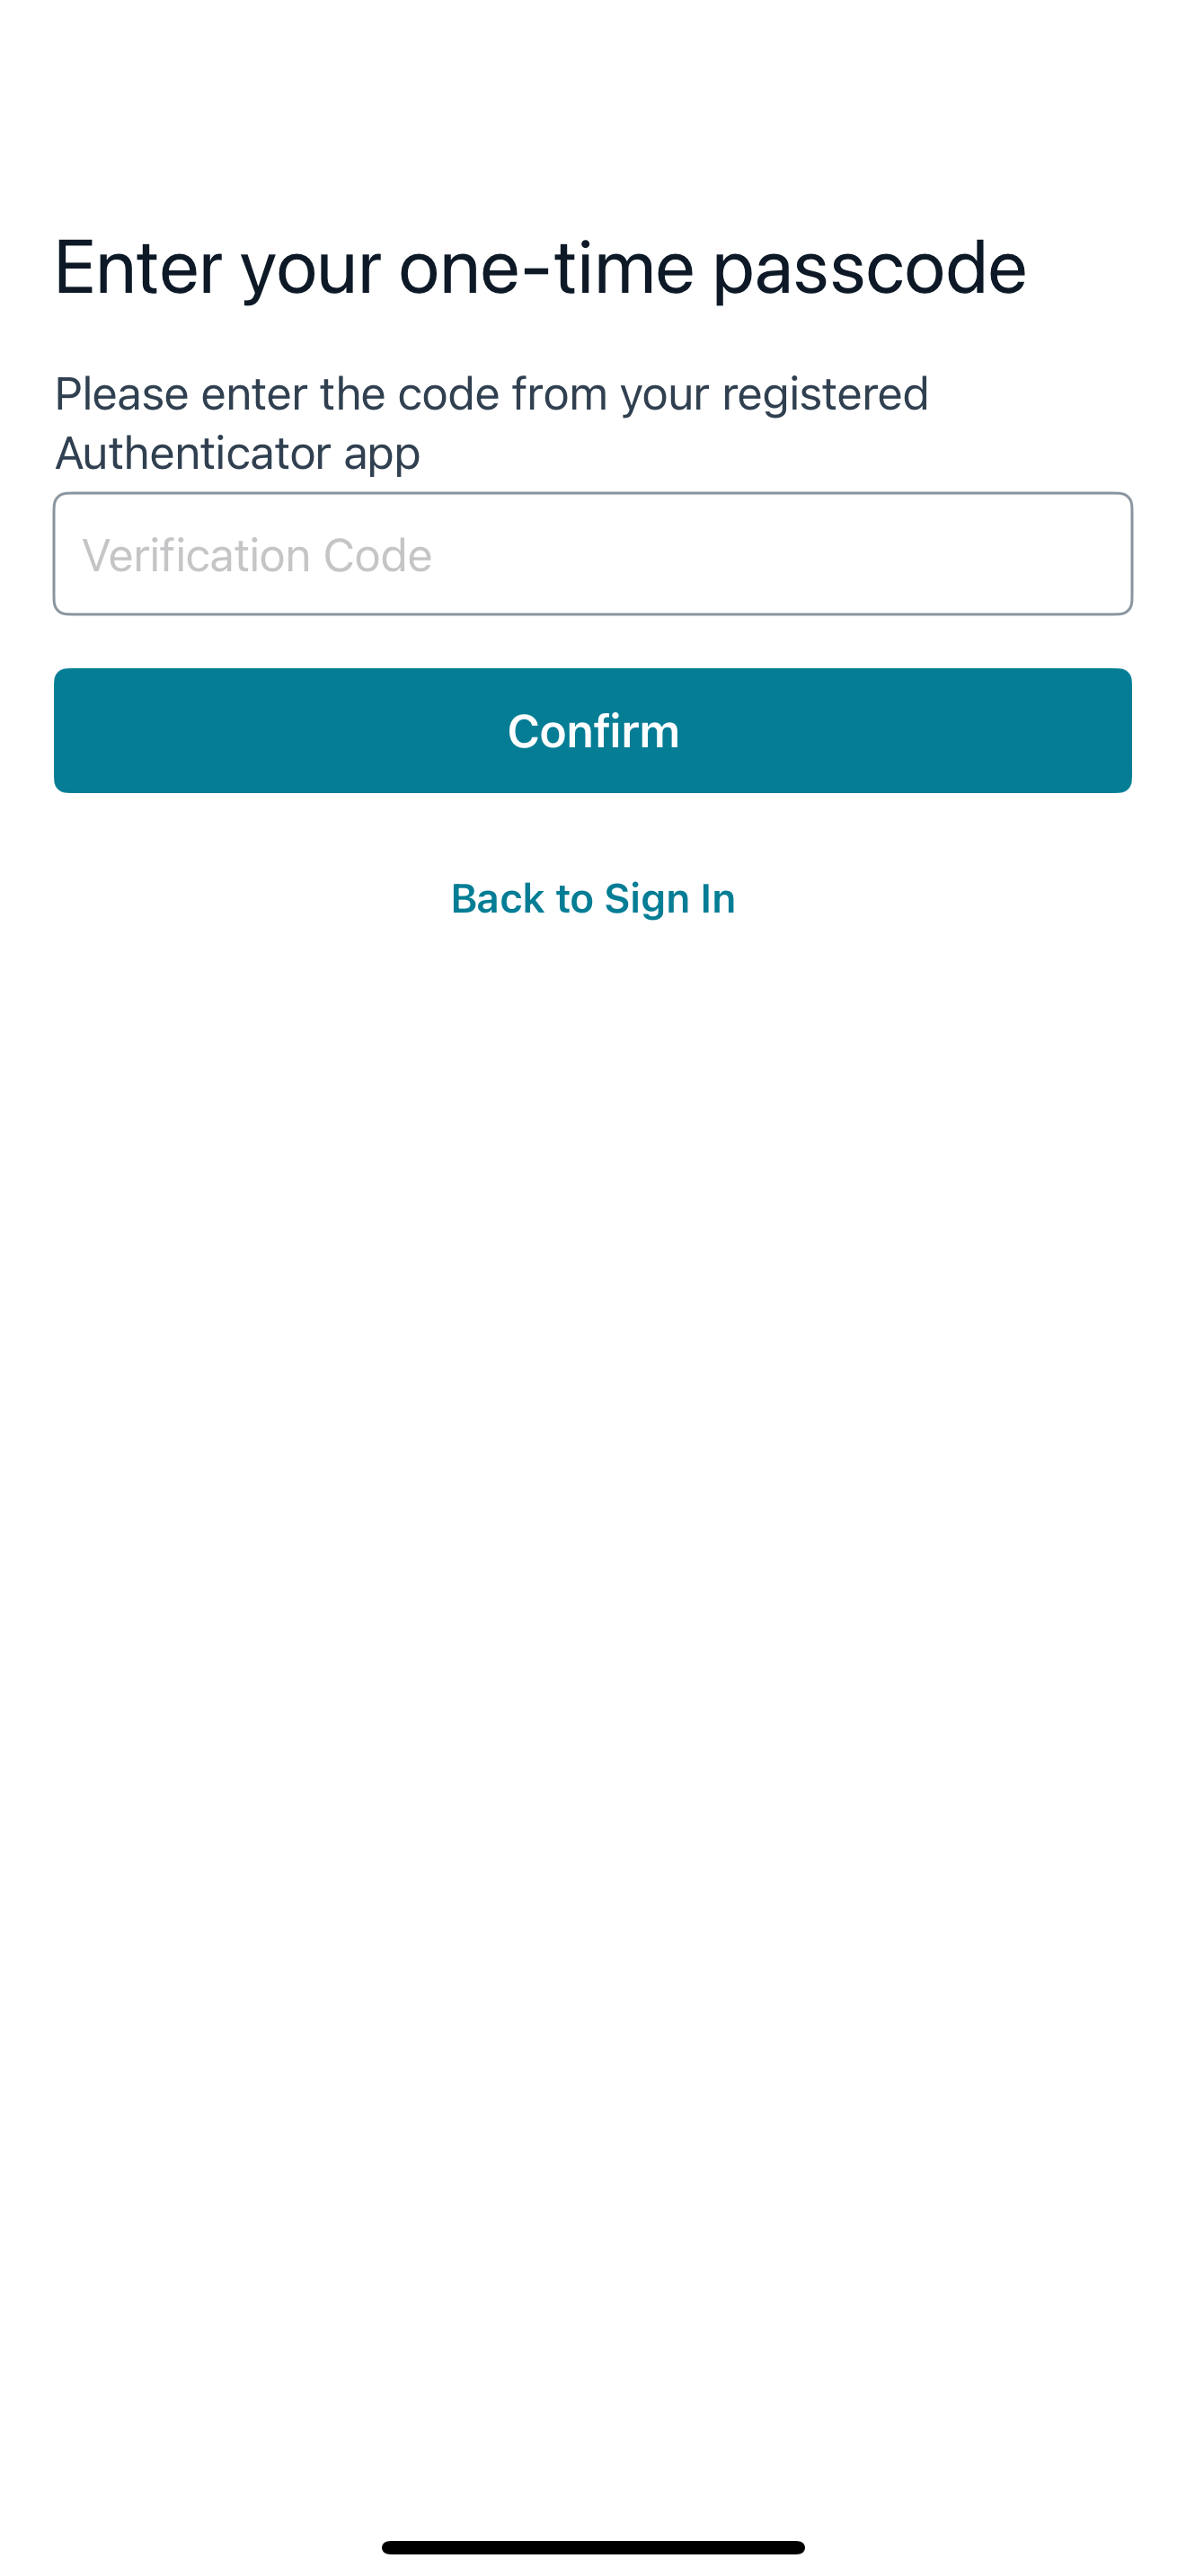 Enter your one-time passcode
Please enter the code from your registered
Authenticator app
Verification Code
Confirm
Back to Sign In